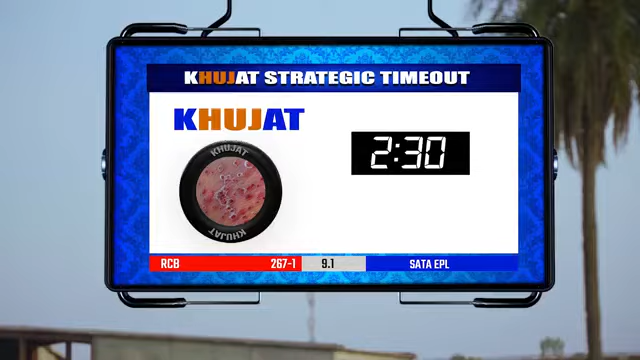 KHUJAT STRATEGIC TIMEOUT
KHUJAT
2:30
KHUJAT
KHUJAT
RCB 267-1 9.1 SATA EPL